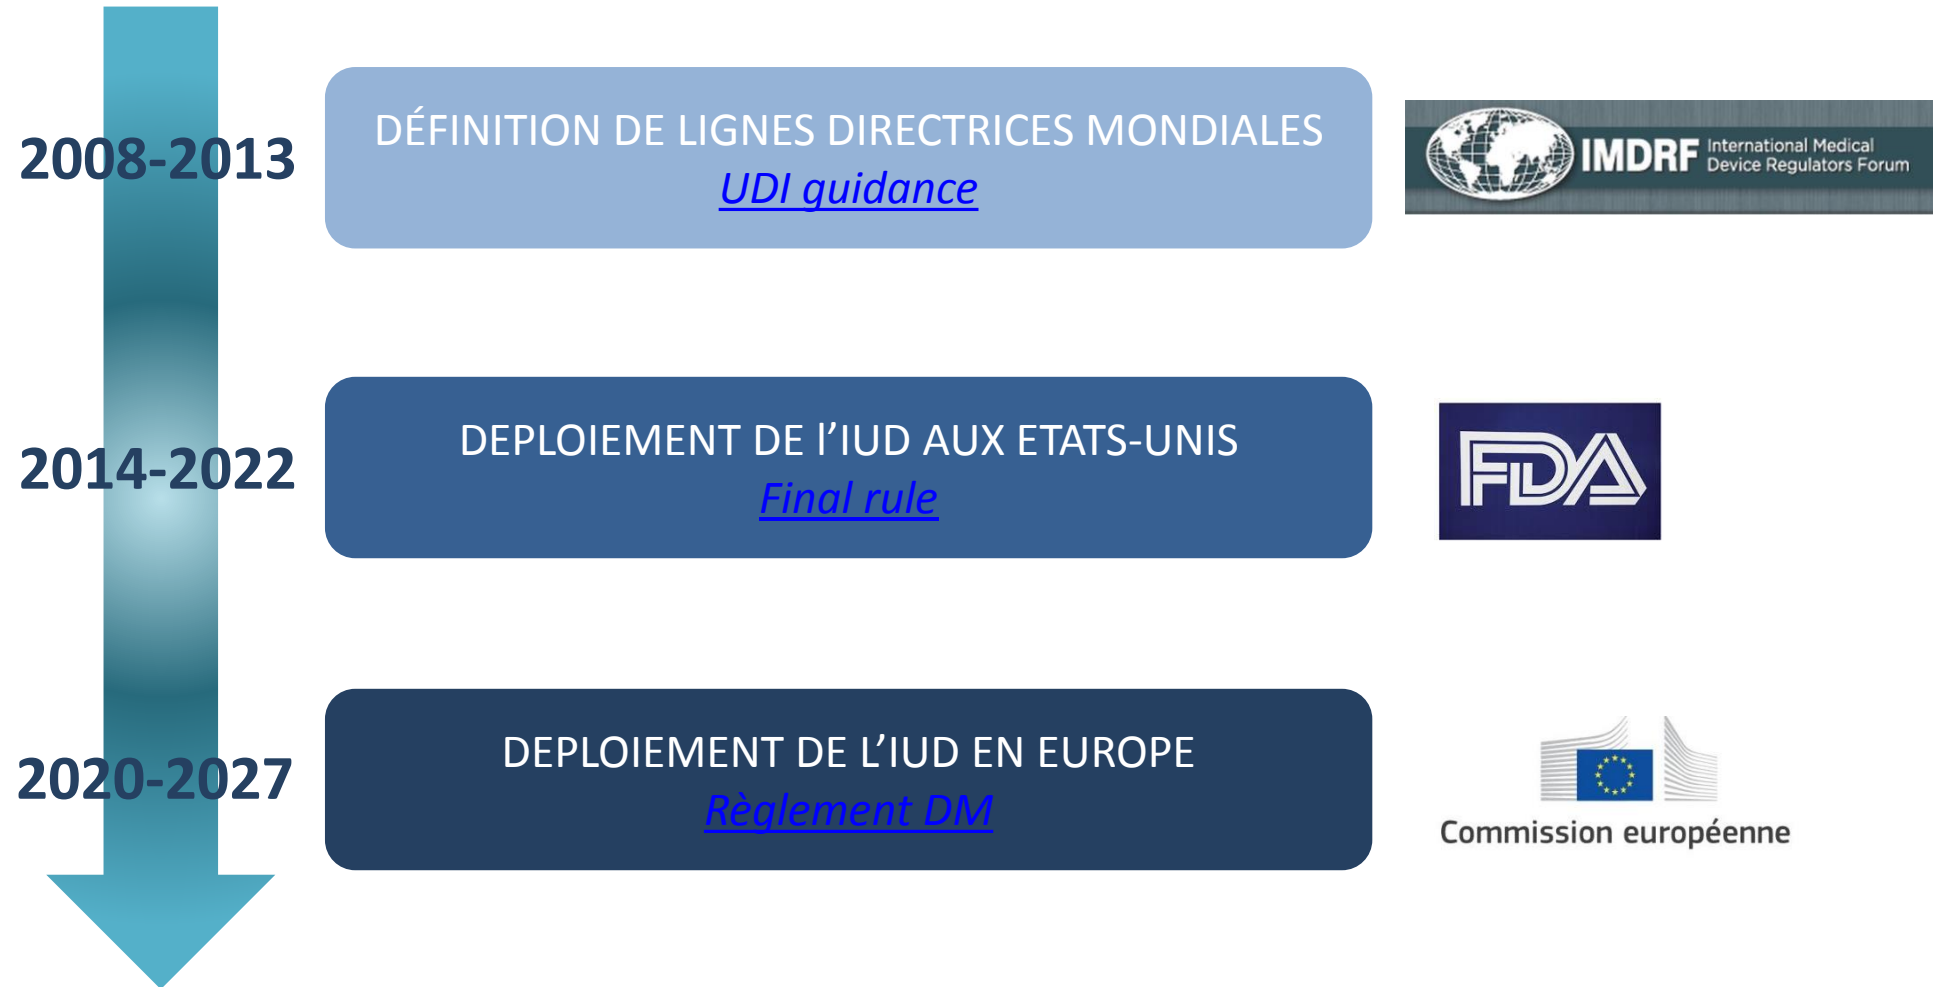 2008-2013
DÉFINITION DE LIGNES DIRECTRICES MONDIALES
UDI guidance
IMDRF International Medical
Device Regulators Forum
2014-2022
DEPLOIEMENT DE l’IUD AUX ETATS-UNIS
Final rule
FDA
2020-2027
DEPLOIEMENT DE L’IUD EN EUROPE
Règlement DM
Commission européenne